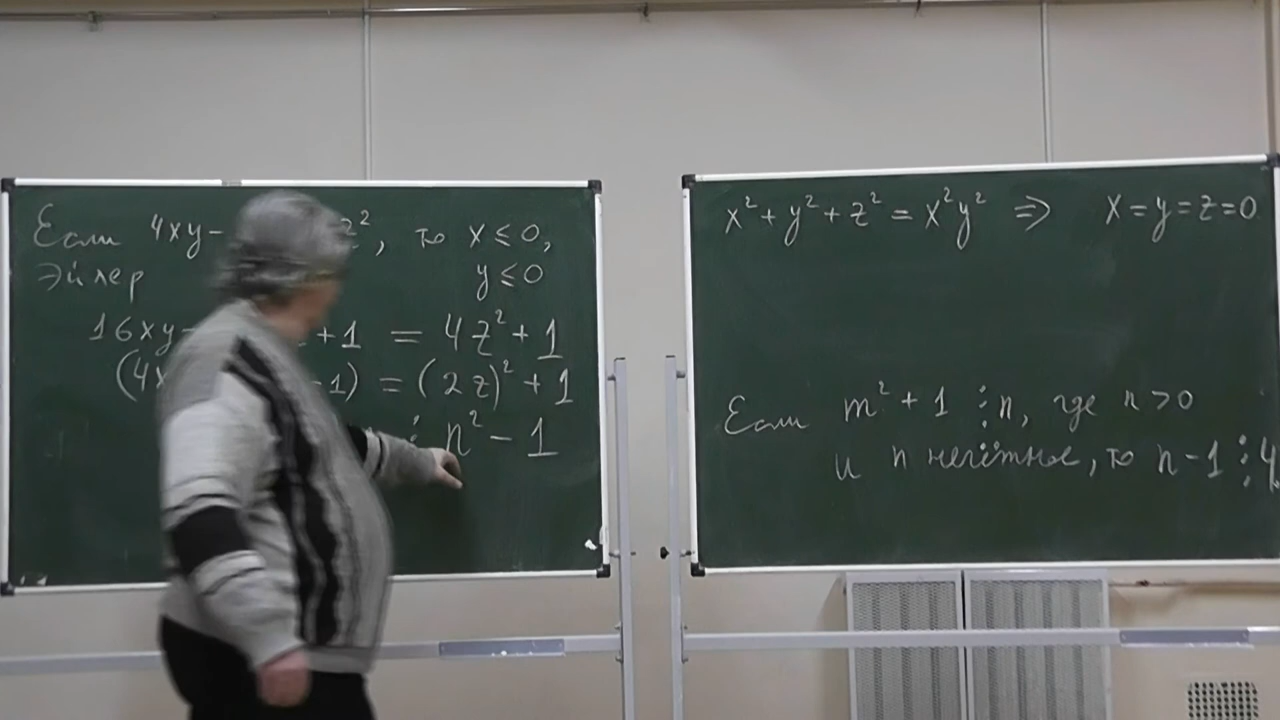 Если 4xy- z², то x ≤ 0,
Эйлер y ≤ 0
16xy- +1 = 4z² + 1
(4x -1) = (2z)² + 1
⋮ n² - 1
x² + y² + z² = x²y² ⇒ x = y = z = 0
Если m² + 1 ⋮ n, где n > 0
и n нечётное, то n - 1 ⋮ 4